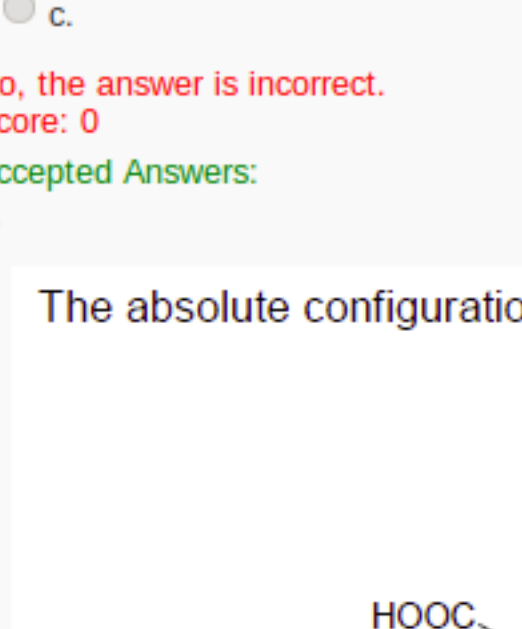 c.
o, the answer is incorrect.
core: 0
ccepted Answers:
The absolute configuratio
HOOC